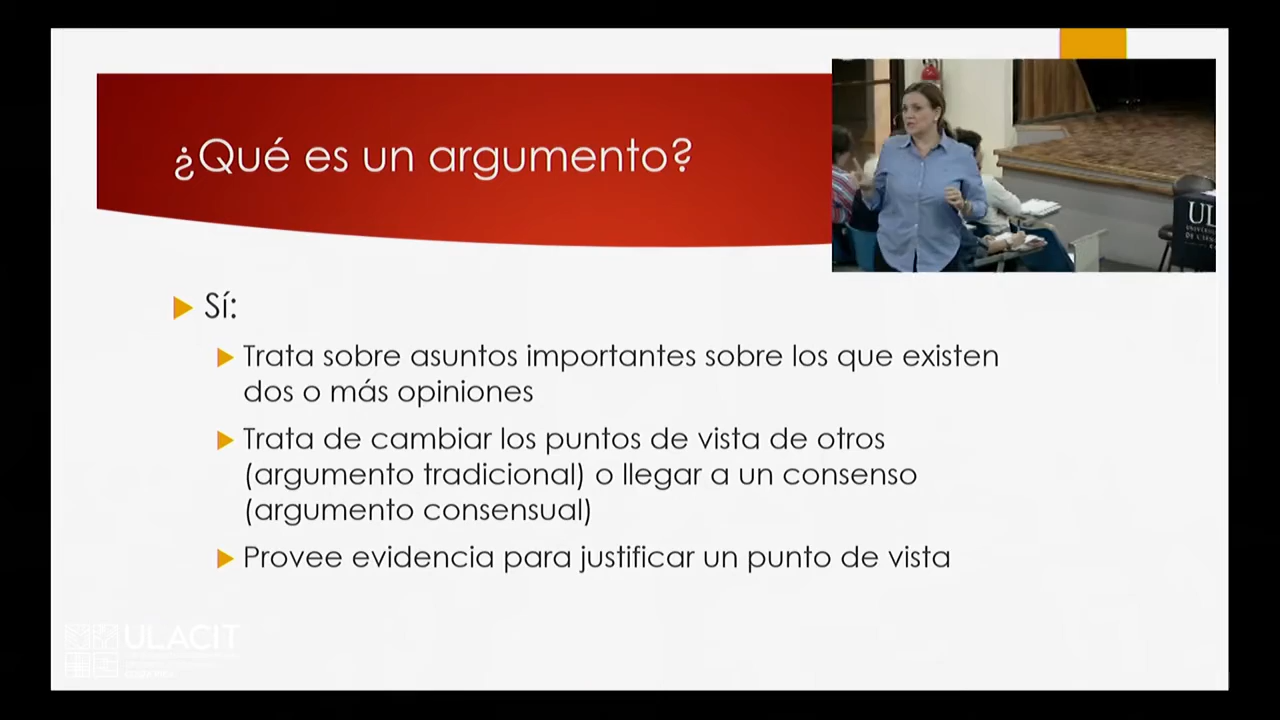 ¿Qué es un argumento?
Sí:
Trata sobre asuntos importantes sobre los que existen
dos o más opiniones
Trata de cambiar los puntos de vista de otros
(argumento tradicional) o llegar a un consenso
(argumento consensual)
Provee evidencia para justificar un punto de vista
UL
ULACIT